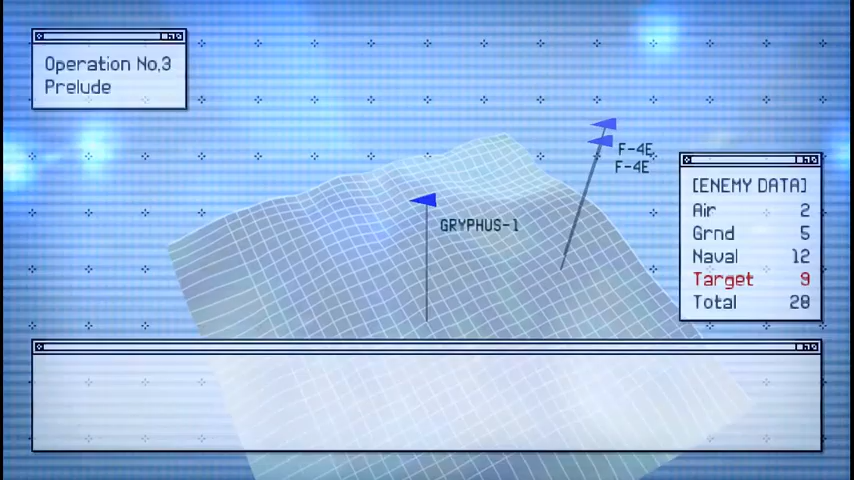 Operation No,3
Prelude
F-4E
F-4E
GRYPHUS-1
[ENEMY DATA]
Air 2
Grnd 5
Naval 12
Target 9
Total 28